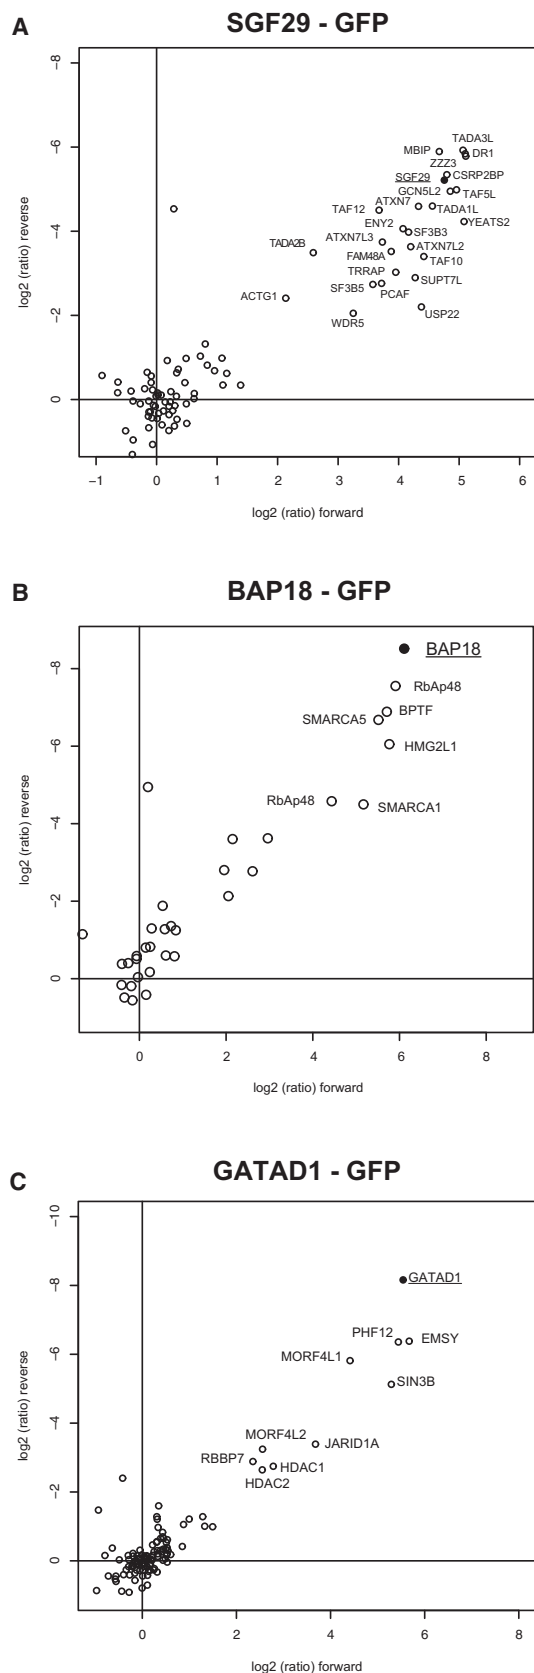 A
SGF29 - GFP
−8
−6
−4
−2
0
log2 (ratio) reverse
TADA3L
MBIP
DR1
ZZZ3
SGF29
CSRP2BP
GCN5L2
TAF5L
ATXN7
TAF12
TADA1L
YEATS2
ENY2
SF3B3
ATXN7L3
ATXN7L2
TADA2B
FAM48A
TAF10
TRRAP
SUPT7L
SF3B5
PCAF
ACTG1
USP22
WDR5
−1
0
1
2
3
4
5
6
log2 (ratio) forward
B
BAP18 - GFP
-8
-6
-4
-2
0
log2 (ratio) reverse
BAP18
RbAp48
BPTF
SMARCA5
HMG2L1
RbAp48
SMARCA1
0
2
4
6
8
log2 (ratio) forward
C
GATAD1 - GFP
-10
-8
-6
-4
-2
0
log2 (ratio) reverse
GATAD1
PHF12
EMSY
MORF4L1
SIN3B
MORF4L2
JARID1A
RBBP7
HDAC1
HDAC2
0
2
4
6
8
log2 (ratio) forward